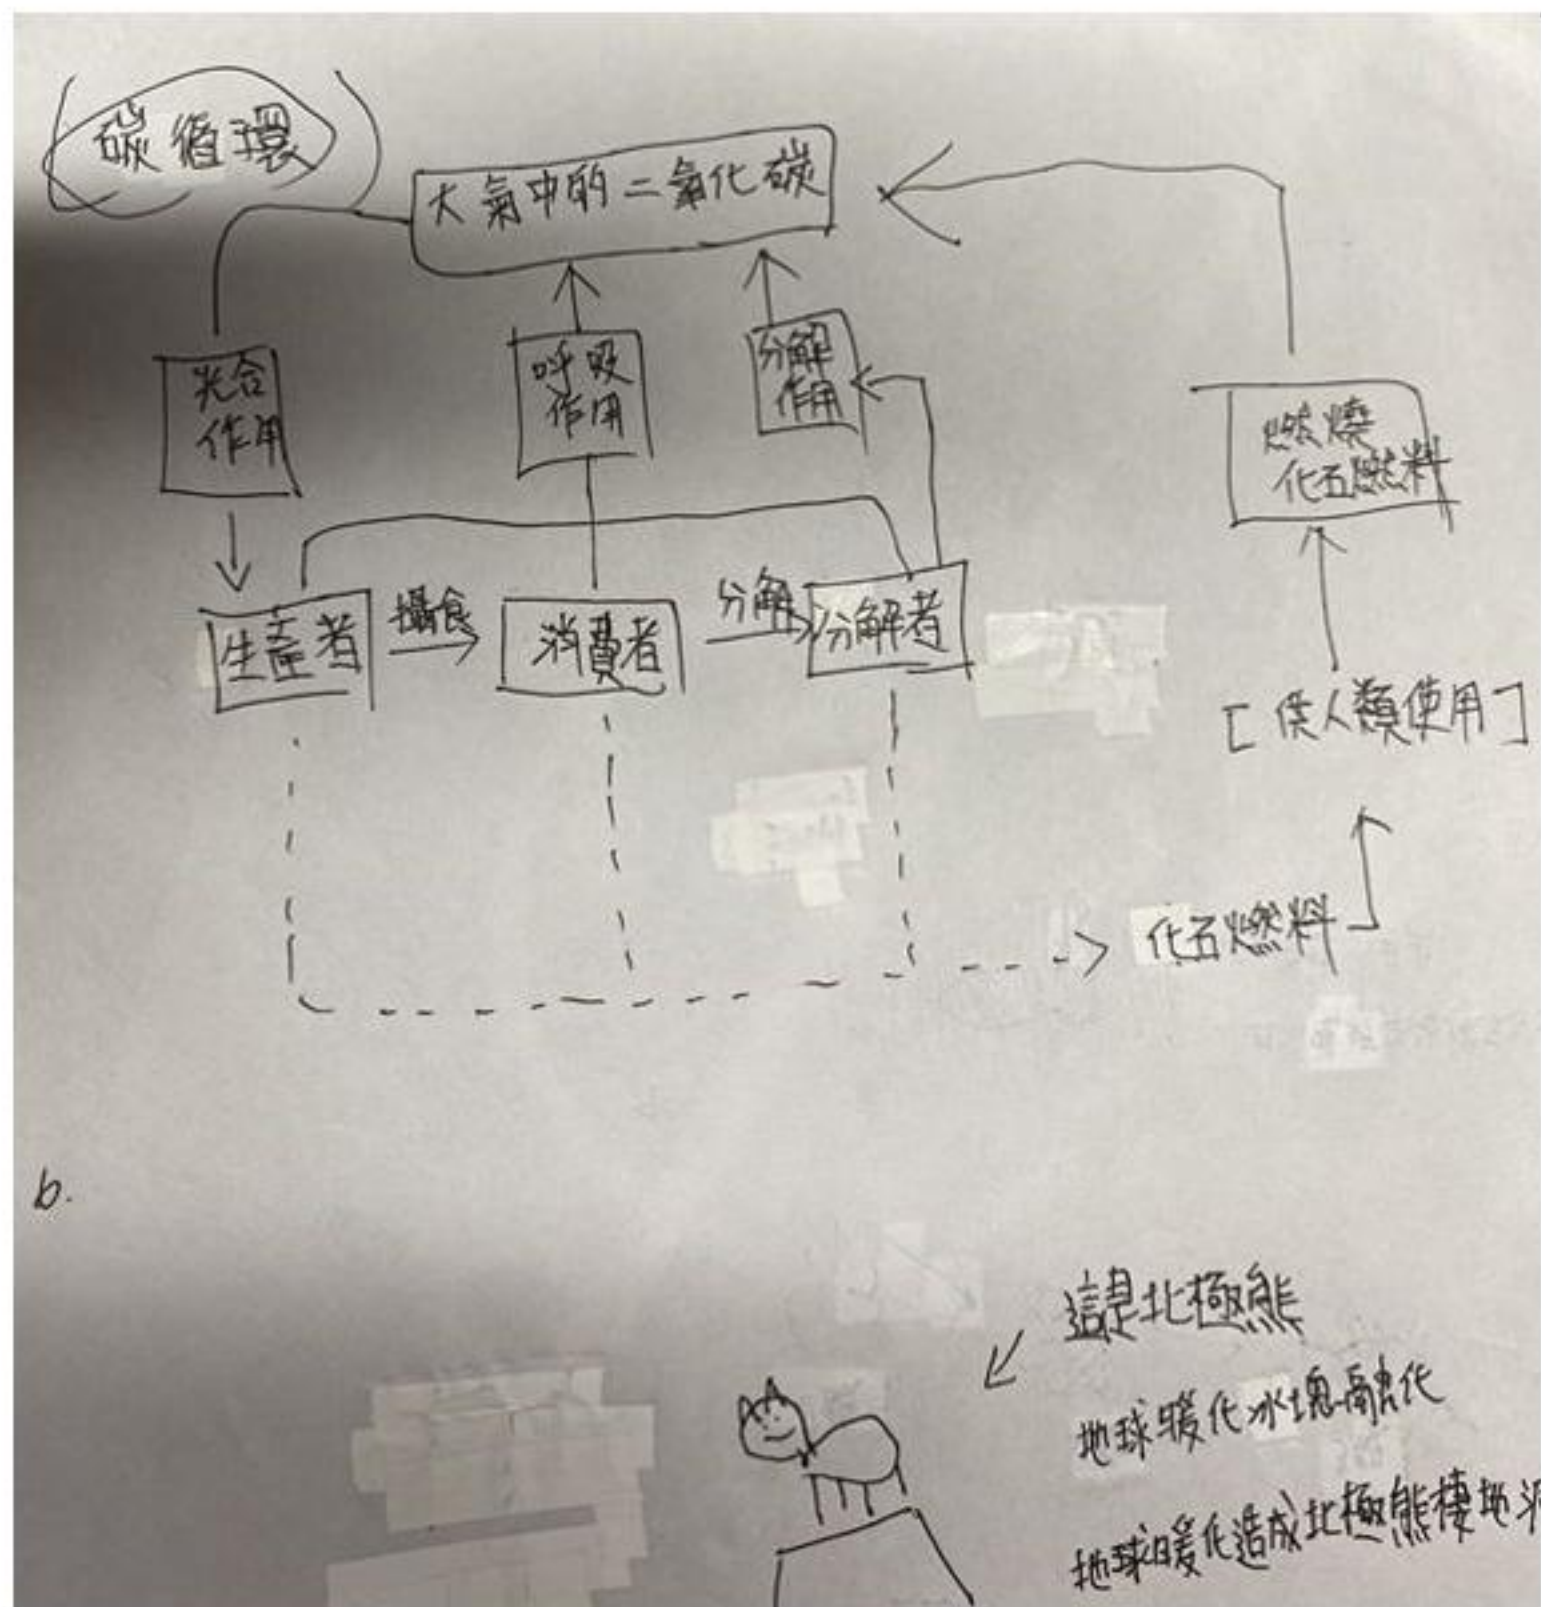 碳循環
大氣中的二氧化碳
光合
作用
呼吸
作用
分解
作用
燃燒
化石燃料
生產者
攝食
消費者
分解
分解者
[供人類使用]
化石燃料
b.
這是北極熊
地球暖化冰塊融化
地球暖化造成北極熊棲地